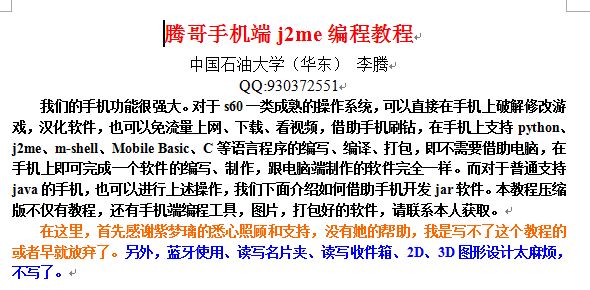 腾哥手机端 j2me 编程教程
中国石油大学（华东） 李腾
QQ:930372551
我们的手机功能很强大。对于 s60 一类成熟的操作系统，可以直接在手机上破解修改游
戏，汉化软件，也可以免流量上网、下载、看视频，借助手机刷钻，在手机上支持 python、
j2me、m-shell、Mobile Basic、C 等语言程序的编写、编译、打包，即不需要借助电脑，在
手机上即可完成一个软件的编写、制作，跟电脑端制作的软件完全一样。而对于普通支持
java 的手机，也可以进行上述操作，我们下面介绍如何借助手机开发 jar 软件。本教程压缩
版不仅有教程，还有手机端编程工具，图片，打包好的软件，请联系本人获取。
在这里，首先感谢紫梦璃的悉心照顾和支持，没有她的帮助，我是写不了这个教程的
或者早就放弃了。另外，蓝牙使用、读写名片夹、读写收件箱、2D、3D 图形设计太麻烦，
不写了。